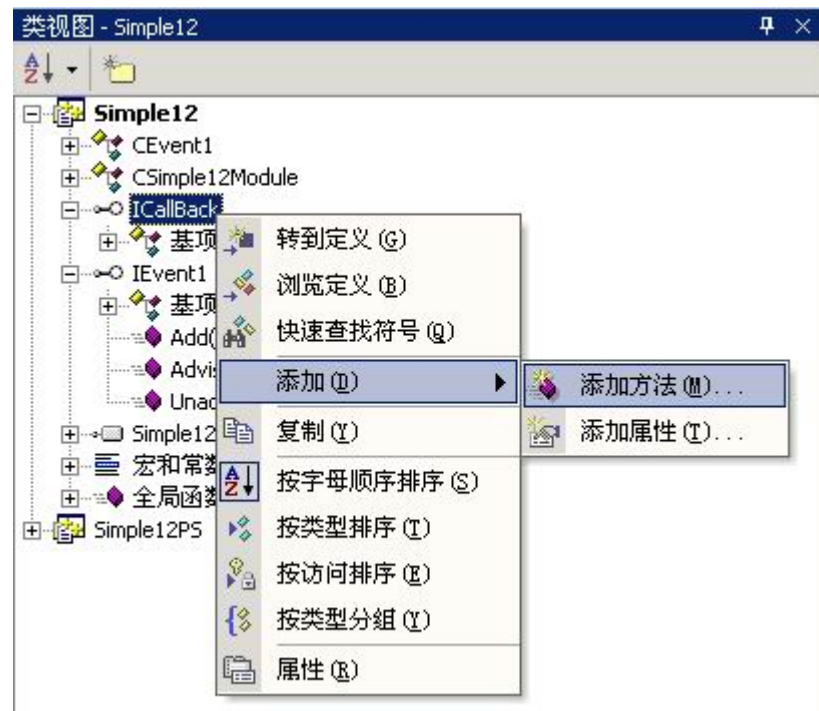 类视图 - Simple12
Simple12
CEvent1
CSimple12Module
ICallBack
基项
IEvent1
基项
Add(
Simple12
宏和常数
全局函数
Simple12PS
转到定义(G)
浏览定义(B)
快速查找符号(Q)
添加(D)
复制(Y)
按字母顺序排序(S)
按类型排序(T)
按访问排序(E)
按类型分组(Y)
属性(R)
添加方法(M)...
添加属性(T)...